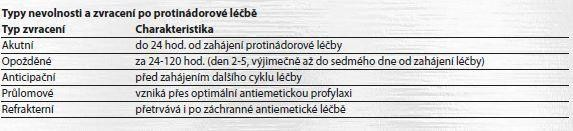 Typy nevolnosti a zvracení po protinádorové léčbě
Typ zvracení Charakteristika
Akutní do 24 hod. od zahájení protinádorové léčby
Opožděné za 24-120 hod. (den 2-5, výjimečně až do sedmého dne od zahájení léčby)
Anticipační před zahájením dalšího cyklu léčby
Průlomové vzniká přes optimální antiemetickou profylaxi
Refrakterní přetrvává i po záchranné antiemetické léčbě